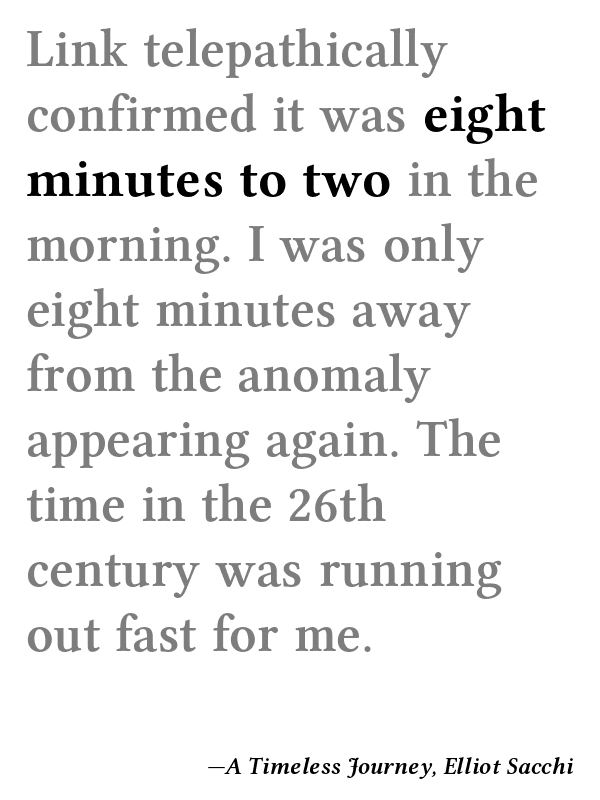 Link telepathically
confirmed it was eight
minutes to two in the
morning. I was only
eight minutes away
from the anomaly
appearing again. The
time in the 26th
century was running
out fast for me.
—A Timeless Journey, Elliot Sacchi